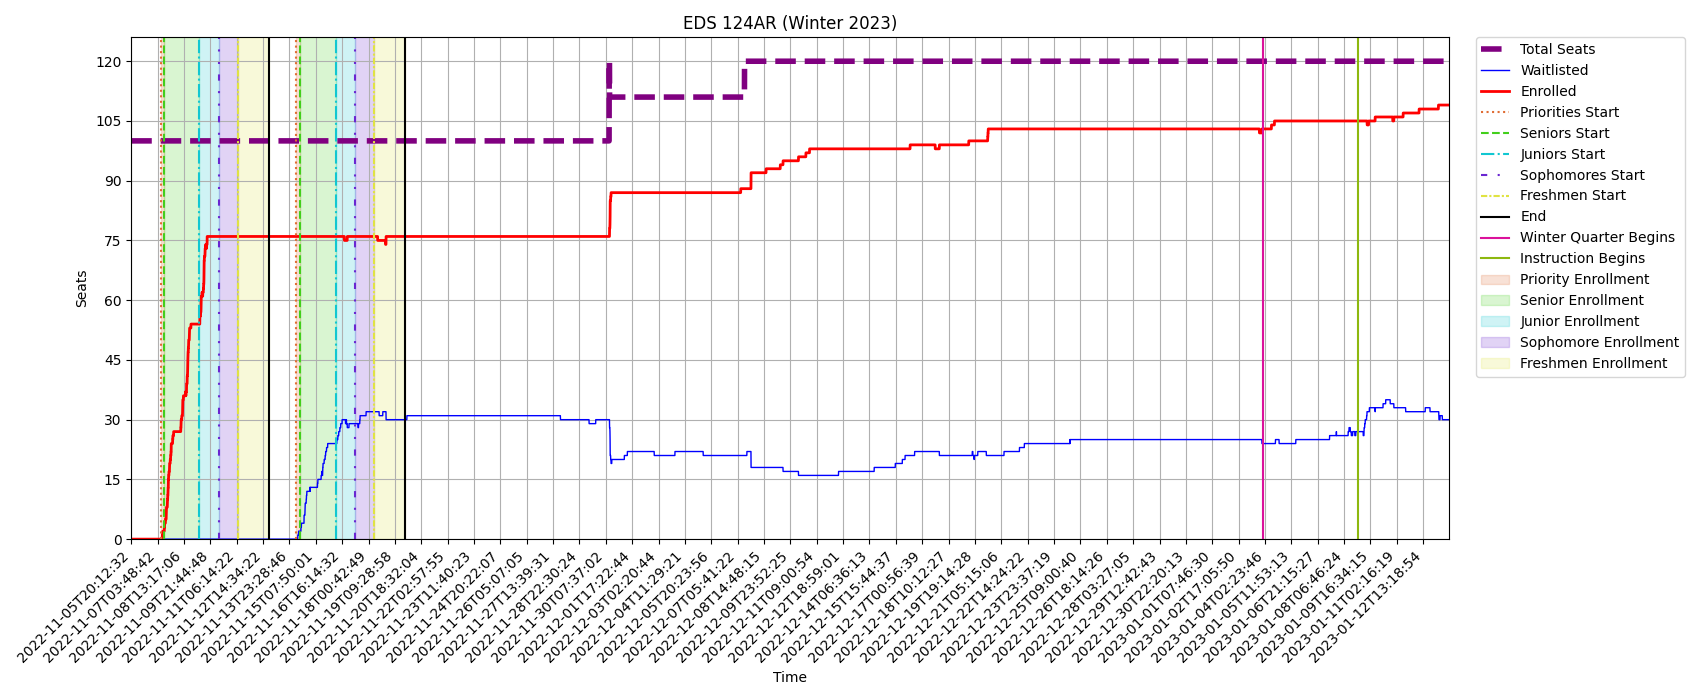 EDS 124AR (Winter 2023)
Seats
120
105
90
75
60
45
30
15
0
2022-11-05T20:12:32
2022-11-07T03:48:42
2022-11-08T13:17:06
2022-11-09T21:44:48
2022-11-11T06:14:22
2022-11-12T14:34:22
2022-11-13T23:28:46
2022-11-15T07:50:01
2022-11-16T16:14:32
2022-11-18T00:42:49
2022-11-19T09:28:58
2022-11-20T18:32:04
2022-11-22T02:57:55
2022-11-23T11:40:23
2022-11-24T20:22:07
2022-11-26T05:07:05
2022-11-27T13:39:31
2022-11-28T22:30:24
2022-11-30T07:37:02
2022-12-01T17:22:44
2022-12-03T02:20:44
2022-12-04T11:29:21
2022-12-05T20:23:56
2022-12-07T05:41:22
2022-12-08T14:48:15
2022-12-09T23:52:25
2022-12-11T09:00:54
2022-12-12T18:59:01
2022-12-14T06:36:13
2022-12-15T15:44:37
2022-12-17T00:56:39
2022-12-18T10:12:27
2022-12-19T19:14:28
2022-12-21T05:15:06
2022-12-22T14:24:22
2022-12-23T23:37:19
2022-12-25T09:00:40
2022-12-26T18:14:26
2022-12-28T03:27:05
2022-12-29T12:42:43
2022-12-30T22:20:13
2023-01-01T07:46:30
2023-01-02T17:05:50
2023-01-04T02:23:46
2023-01-05T11:53:13
2023-01-06T21:15:27
2023-01-08T06:46:24
2023-01-09T16:34:15
2023-01-11T02:16:19
2023-01-12T13:18:54
Time
Total Seats
Waitlisted
Enrolled
Priorities Start
Seniors Start
Juniors Start
Sophomores Start
Freshmen Start
End
Winter Quarter Begins
Instruction Begins
Priority Enrollment
Senior Enrollment
Junior Enrollment
Sophomore Enrollment
Freshmen Enrollment